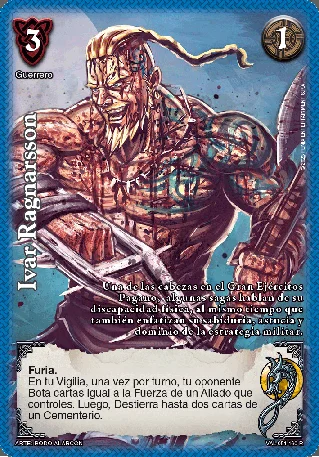 3
1
Guerrero
Ivar Ragnarsson
Una de las cabezas en el Gran Ejércitos
Pagano, algunas sagas hablan de su
discapacidad física, al mismo tiempo que
también enfatizan su sabiduría, astucia y
dominio de la estrategia militar.
Furia.
En tu Vigilia, una vez por turno, tu oponente
Bota cartas igual a la Fuerza de un Aliado que
controles. Luego, Destierra hasta dos cartas de
un Cementerio.